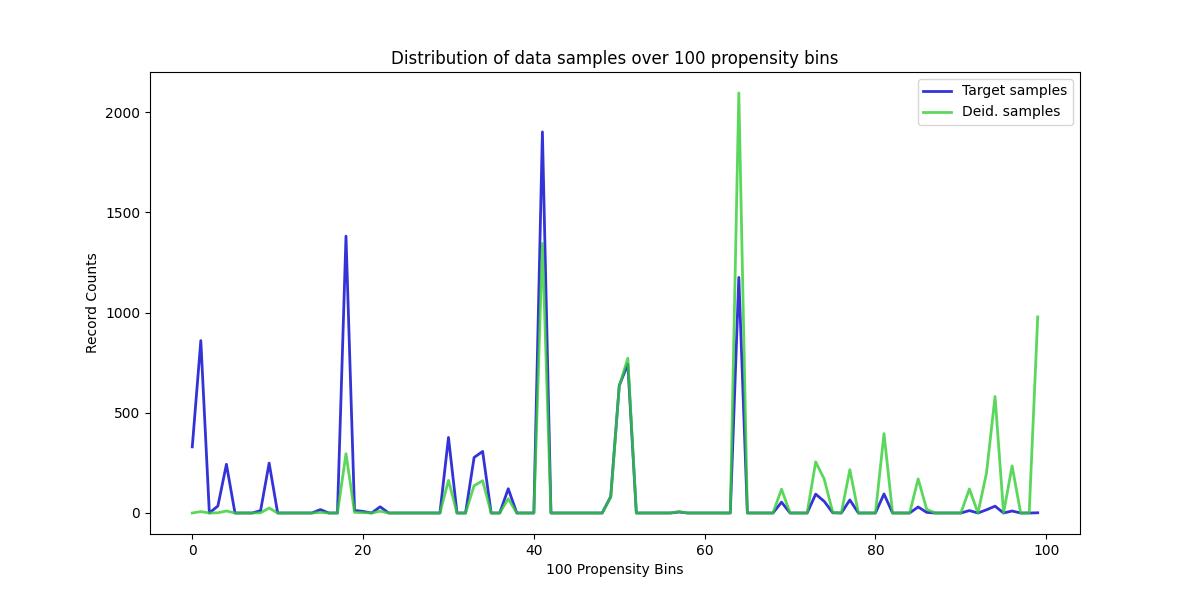 Distribution of data samples over 100 propensity bins
Target samples
Deid. samples
2000
1500
1000
500
0
Record Counts
0 20 40 60 80 100
100 Propensity Bins